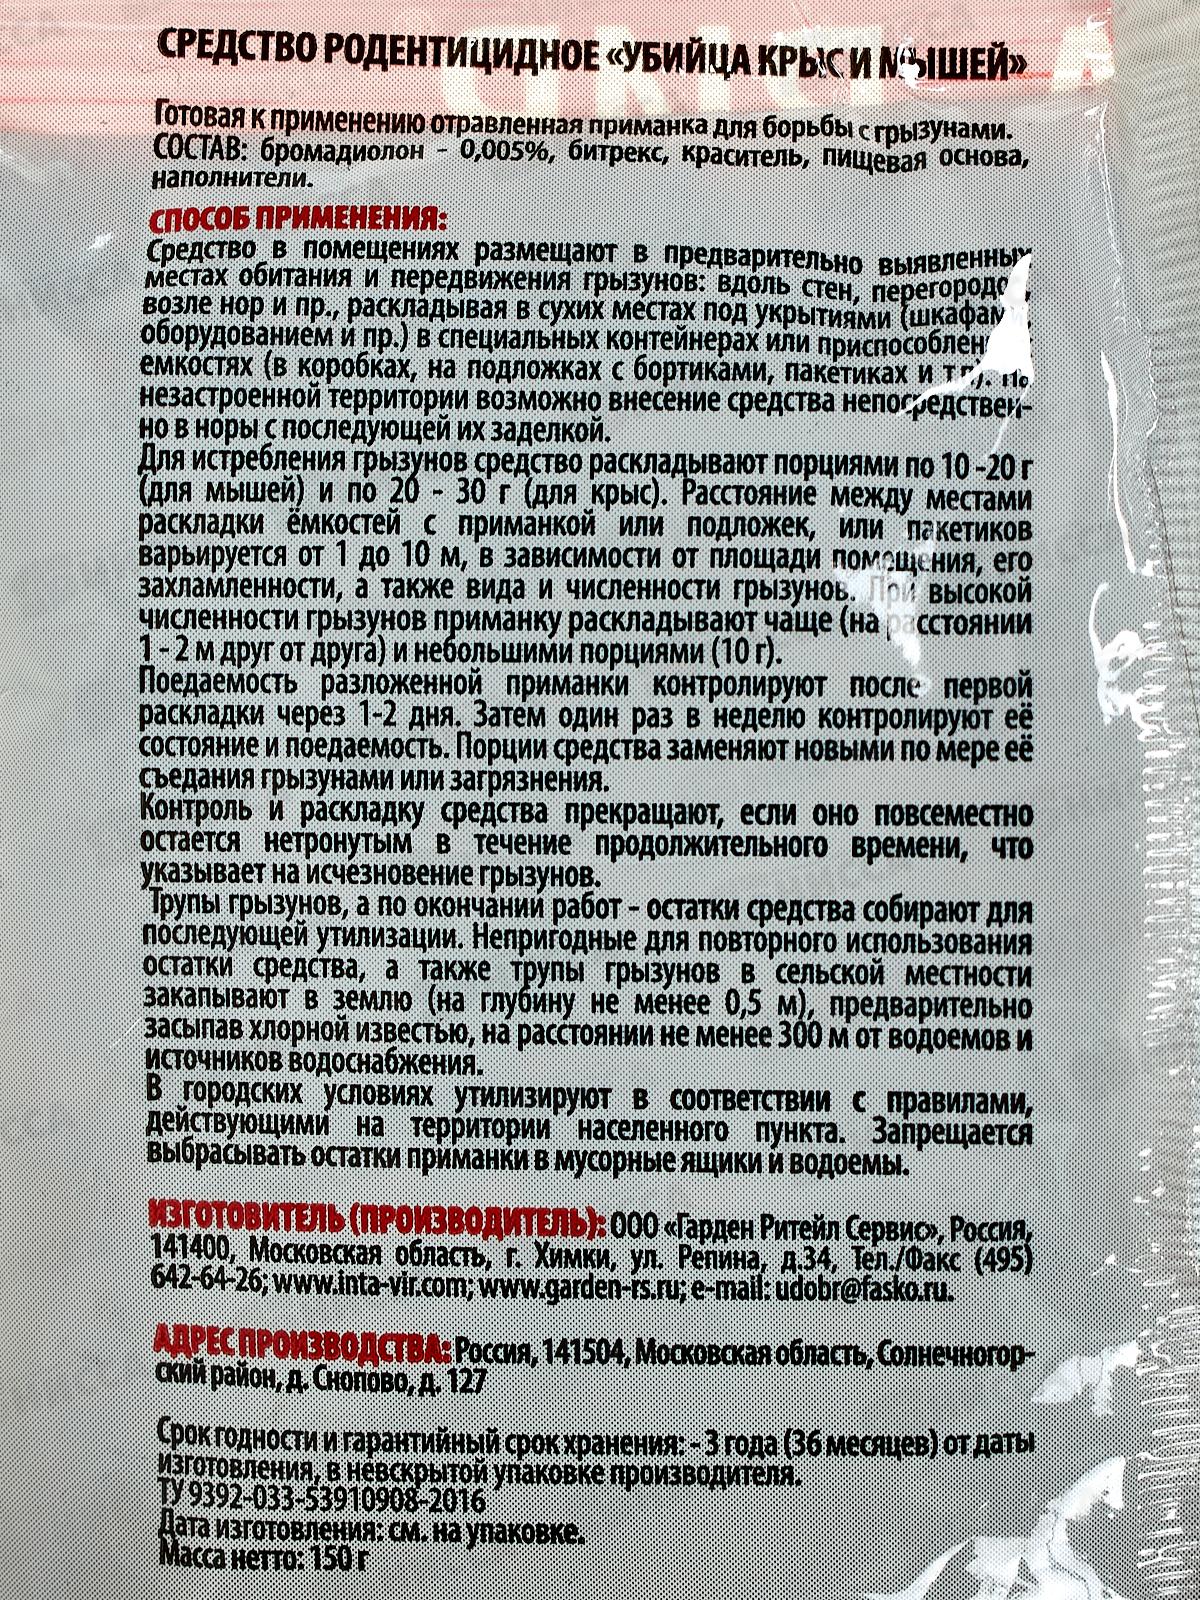 СРЕДСТВО РОДЕНТИЦИДНОЕ «УБИЙЦА КРЫС И МЫШЕЙ»
Готовая к применению отравленная приманка для борьбы с грызунами.
СОСТАВ: бромадиолон - 0,005%, битрекс, краситель, пищевая основа,
наполнители.
СПОСОБ ПРИМЕНЕНИЯ:
Средство в помещениях размещают в предварительно выявленных
местах обитания и передвижения грызунов: вдоль стен,
возле нор и пр., раскладывая в сухих местах под укрытиями (шкафами,
оборудованием и пр.) в специальных контейнерах или
емкостях (в коробках, на подложках с бортиками, пакетиках и т.п). На
незастроенной территории возможно внесение средства непосредствен-
но в норы с последующей их заделкой.
Для истребления грызунов средство раскладывают порциями по 10 -20 г
(для мышей) и по 20 - 30 г (для крыс). Расстояние между местами
раскладки ёмкостей с приманкой или подложек, или пакетиков
варьируется от 1 до 10 м, в зависимости от площади помещения, его
захламленности, а также вида и численности грызунов. При высокой
численности грызунов приманку раскладывают чаще (на расстоянии
1 - 2 м друг от друга) и небольшими порциями (10 г).
Поедаемость разложенной приманки контролируют после первой
раскладки через 1-2 дня. Затем один раз в неделю контролируют её
состояние и поедаемость. Порции средства заменяют новыми по мере её
съедания грызунами или загрязнения.
Контроль и раскладку средства прекращают, если оно повсеместно
остается нетронутым в течение продолжительного времени, что
указывает на исчезновение грызунов.
Трупы грызунов, а по окончании работ - остатки средства собирают для
последующей утилизации. Непригодные для повторного использования
остатки средства, а также трупы грызунов в сельской местности
закапывают в землю (на глубину не менее 0,5 м), предварительно
засыпав хлорной известью, на расстоянии не менее 300 м от водоемов и
источников водоснабжения.
В городских условиях утилизируют в соответствии с правилами,
действующими на территории населенного пункта. Запрещается
выбрасывать остатки приманки в мусорные ящики и водоемы.
ИЗГОТОВИТЕЛЬ (ПРОИЗВОДИТЕЛЬ): ООО «Гарден Ритейл Сервис», Россия,
141400, Московская область, г. Химки, ул. Репина, д.34, Тел./Факс (495)
642-64-26; www.inta-vir.com; www.garden-rs.ru; e-mail: udobr@fasko.ru.
АДРЕС ПРОИЗВОДСТВА: Россия, 141504, Московская область, Солнечногор-
ский район, д. Снопово, д. 127
Срок годности и гарантийный срок хранения: - 3 года (36 месяцев) от даты
изготовления, в невскрытой упаковке производителя.
ТУ 9392-033-53910908-2016
Дата изготовления: см. на упаковке.
Масса нетто: 150 г